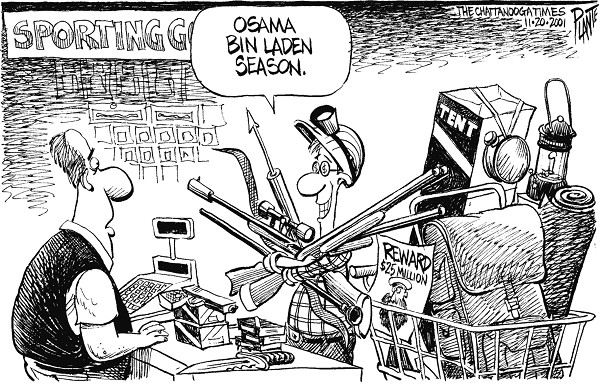 THE CHATTANOOGA TIMES
11·20·2001
PLANTE
SPORTING G
OSAMA
BIN LADEN
SEASON.
TENT
REWARD
$25 MILLION